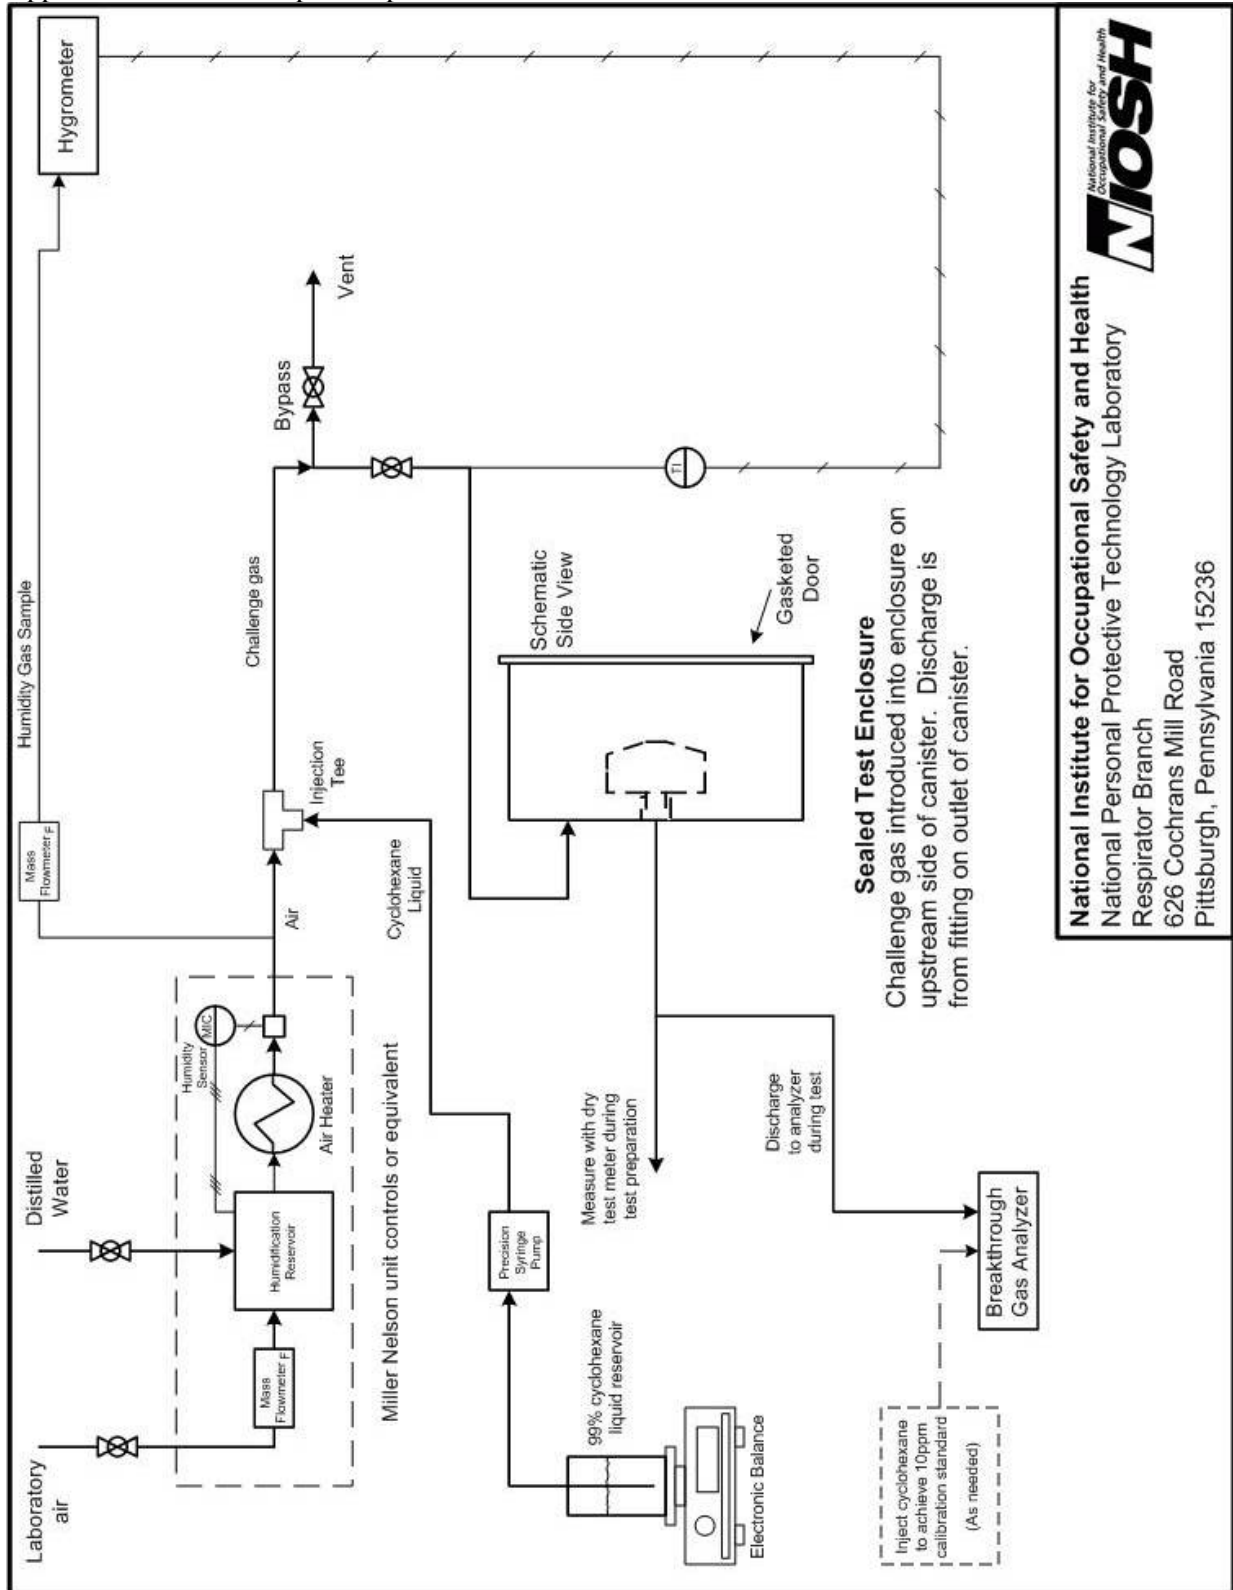 Laboratory
air
Distilled
Water
Mass
Flowmeter F
Humidification
Reservoir
Air Heater
Humidity
Sensor
MIC
Miller Nelson unit controls or equivalent
Air
Mass
Flowmeter F
Humidity Gas Sample
Hygrometer
Injection
Tee
Challenge gas
Bypass
Vent
Cyclohexane
Liquid
Precision
Syringe
Pump
99% cyclohexane
liquid reservoir
Electronic Balance
Schematic
Side View
Gasketed
Door
TI
Measure with dry
test meter during
test preparation
Discharge
to analyzer
during test
Sealed Test Enclosure
Challenge gas introduced into enclosure on
upstream side of canister. Discharge is
from fitting on outlet of canister.
Inject cyclohexane
to achieve 10ppm
calibration standard
(As needed)
Breakthrough
Gas Analyzer
National Institute for Occupational Safety and Health
National Personal Protective Technology Laboratory
Respirator Branch
626 Cochrans Mill Road
Pittsburgh, Pennsylvania 15236
National Institute for
Occupational Safety and Health
NIOSH